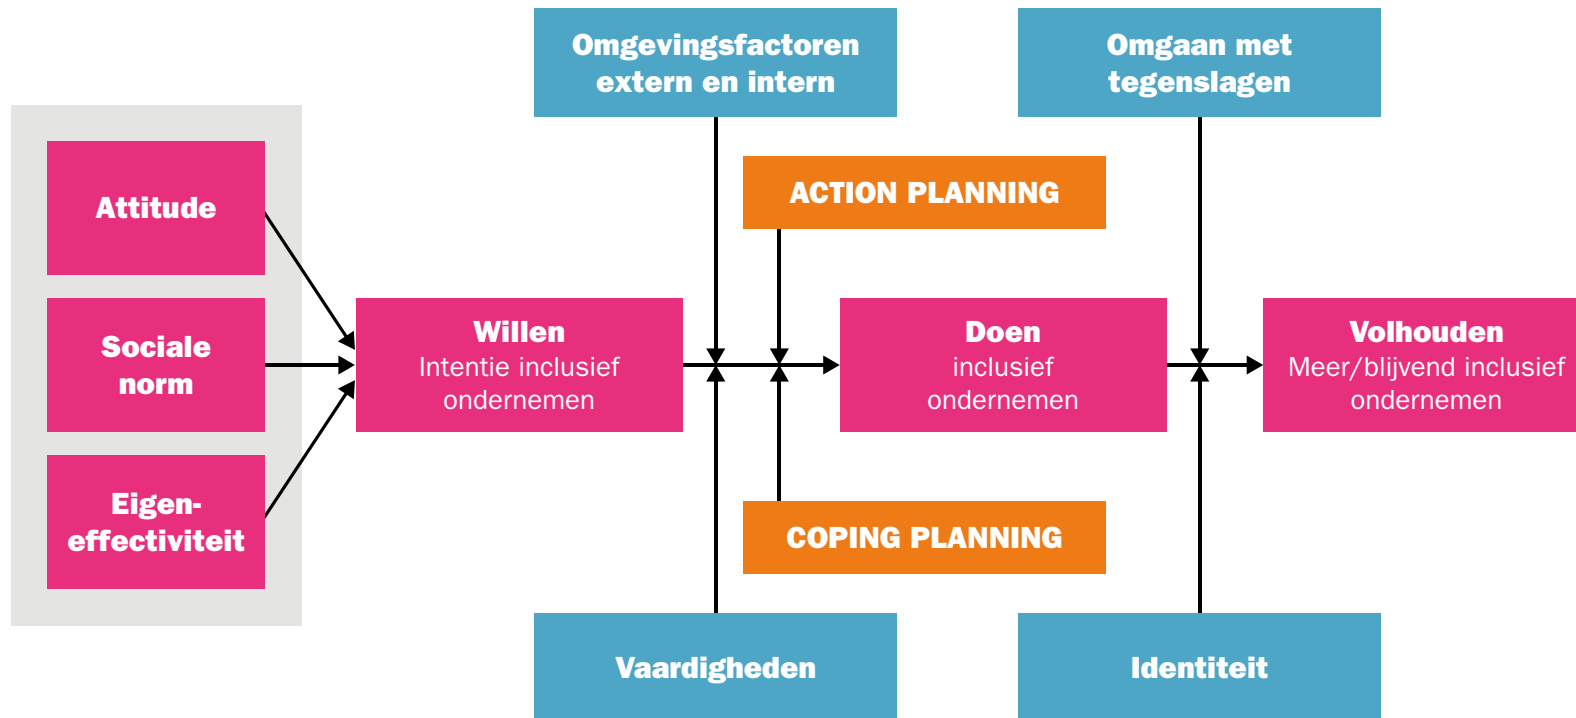 Omgevingsfactoren
extern en intern
Omgaan met
tegenslagen
Attitude
ACTION PLANNING
Sociale
norm
Willen
Intentie inclusief
ondernemen
Doen
inclusief
ondernemen
Volhouden
Meer/blijvend inclusief
ondernemen
Eigen-
effectiviteit
COPING PLANNING
Vaardigheden
Identiteit